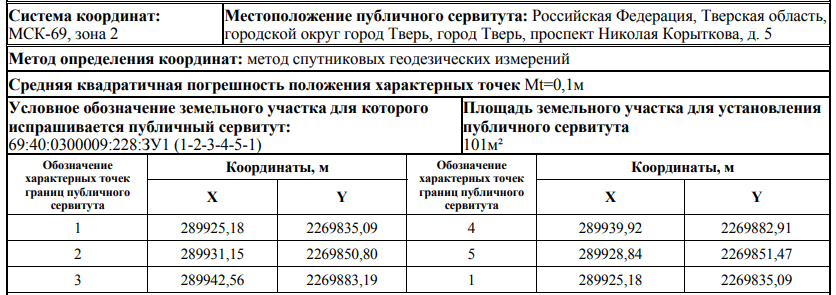 Система координат:
МСК-69, зона 2
Местоположение публичного сервитута: Российская Федерация, Тверская область,
городской округ город Тверь, город Тверь, проспект Николая Корыткова, д. 5
Метод определения координат: метод спутниковых геодезических измерений
Средняя квадратичная погрешность положения характерных точек Mt=0,1м
Условное обозначение земельного участка для которого
испрашивается публичный сервитут:
69:40:0300009:228:ЗУ1 (1-2-3-4-5-1)
Площадь земельного участка для установления
публичного сервитута
101м²
Обозначение
характерных точек
границ публичного
сервитута
Координаты, м
X Y
Обозначение
характерных точек
границ публичного
сервитута
Координаты, м
X Y
1 289925,18 2269835,09 4 289939,92 2269882,91
2 289931,15 2269850,80 5 289928,84 2269851,47
3 289942,56 2269883,19 1 289925,18 2269835,09